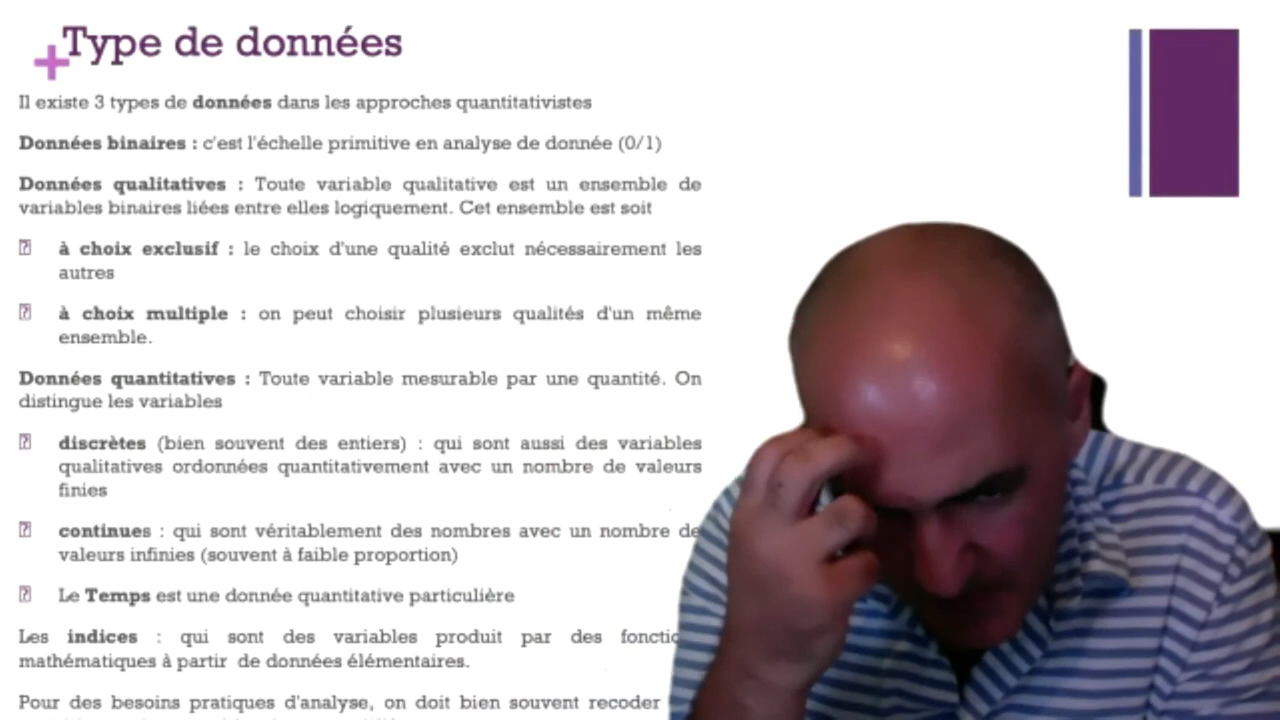 Type de données
Il existe 3 types de données dans les approches quantitativistes
Données binaires : c'est l'échelle primitive en analyse de donnée (0/1)
Données qualitatives : Toute variable qualitative est un ensemble de
variables binaires liées entre elles logiquement. Cet ensemble est soit
à choix exclusif : le choix d'une qualité exclut nécessairement les
autres
à choix multiple : on peut choisir plusieurs qualités d'un même
ensemble.
Données quantitatives : Toute variable mesurable par une quantité. On
distingue les variables
discrètes (bien souvent des entiers) : qui sont aussi des variables
qualitatives ordonnées quantitativement avec un nombre de valeurs
finies
continues : qui sont véritablement des nombres avec un nombre de
valeurs infinies (souvent à faible proportion)
Le Temps est une donnée quantitative particulière
Les indices : qui sont des variables produit par des
mathématiques à partir de données élémentaires.
Pour des besoins pratiques d'analyse, on doit bien souvent recoder